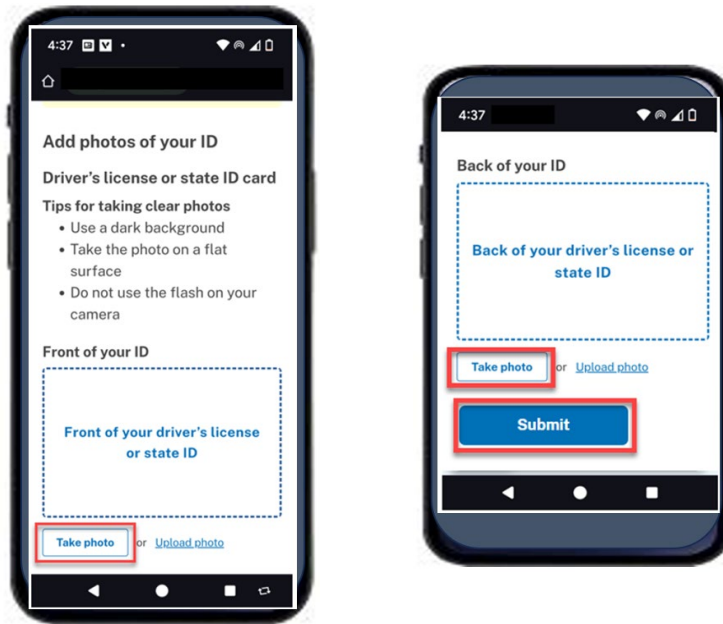 4:37
Add photos of your ID
Driver's license or state ID card
Tips for taking clear photos
• Use a dark background
• Take the photo on a flat
surface
• Do not use the flash on your
camera
Front of your ID
Front of your driver's license
or state ID
Take photo or Upload photo
4:37
Back of your ID
Back of your driver's license or
state ID
Take photo or Upload photo
Submit